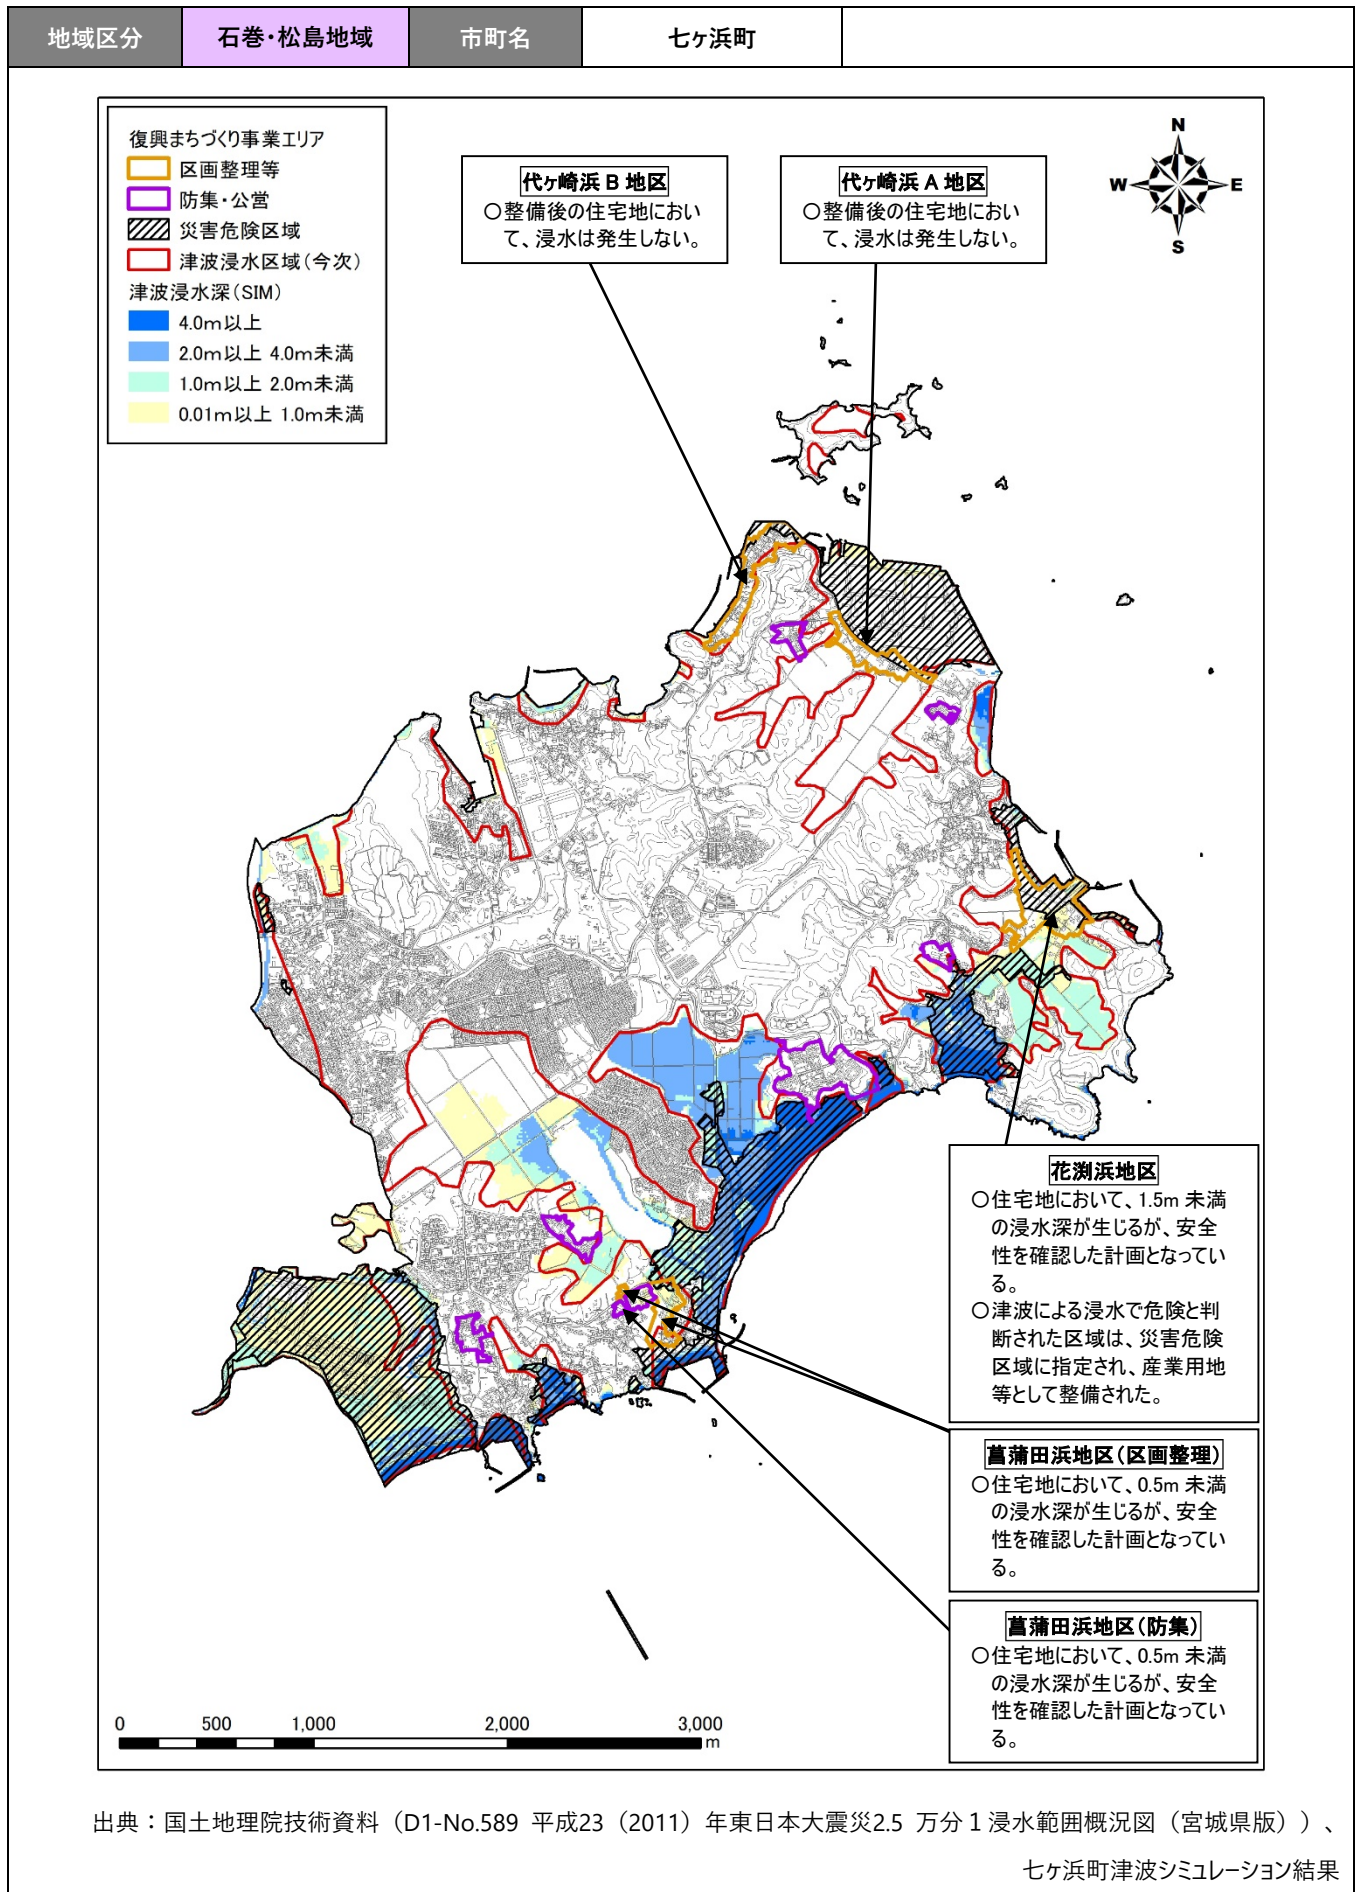 地域区分 石巻・松島地域 市町名 七ヶ浜町
復興まちづくり事業エリア
区画整理等
防集・公営
災害危険区域
津波浸水区域(今次)
津波浸水深(SIM)
4.0m以上
2.0m以上 4.0m未満
1.0m以上 2.0m未満
0.01m以上 1.0m未満
代ヶ崎浜 B 地区
○整備後の住宅地におい
て、浸水は発生しない。
代ヶ崎浜 A 地区
○整備後の住宅地におい
て、浸水は発生しない。
N
W E
S
花渕浜地区
○住宅地において、1.5m 未満
の浸水深が生じるが、安全
性を確認した計画となってい
る。
○津波による浸水で危険と判
断された区域は、災害危険
区域に指定され、産業用地
等として整備された。
菖蒲田浜地区(区画整理)
○住宅地において、0.5m 未満
の浸水深が生じるが、安全
性を確認した計画となってい
る。
菖蒲田浜地区(防集)
○住宅地において、0.5m 未満
の浸水深が生じるが、安全
性を確認した計画となってい
る。
0 500 1,000 2,000 3,000
m
出典：国土地理院技術資料（D1-No.589 平成23（2011）年東日本大震災2.5 万分１浸水範囲概況図（宮城県版））、
七ヶ浜町津波シミュレーション結果